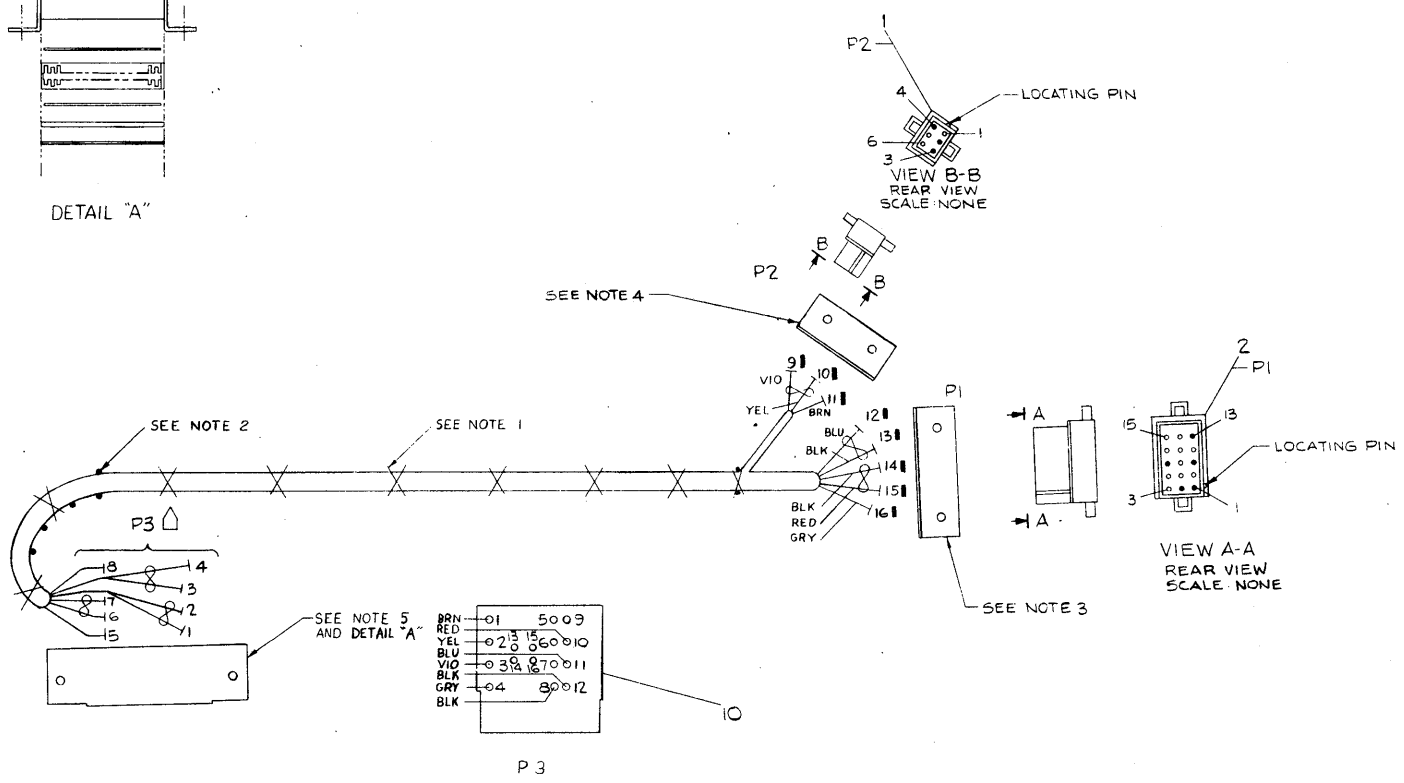 DETAIL "A"
1
P2
4
LOCATING PIN
1
6
3
VIEW B-B
REAR VIEW
SCALE: NONE
B
P2
B
SEE NOTE 4
9
VIO
10
YEL
11
BRN
12
BLU
13
BLK
14
15
BLK
16
RED
GRY
P1
A
A
2
P1
15
13
LOCATING PIN
3
1
VIEW A-A
REAR VIEW
SCALE: NONE
SEE NOTE 3
SEE NOTE 2
SEE NOTE 1
P3
8
4
3
7
2
6
1
5
SEE NOTE 5
AND DETAIL "A"
BRN 1 5 9
RED
YEL 2 13 15 6 10
BLU
VIO 3 14 16 7 11
BLK
GRY 4 8 12
BLK
10
P3